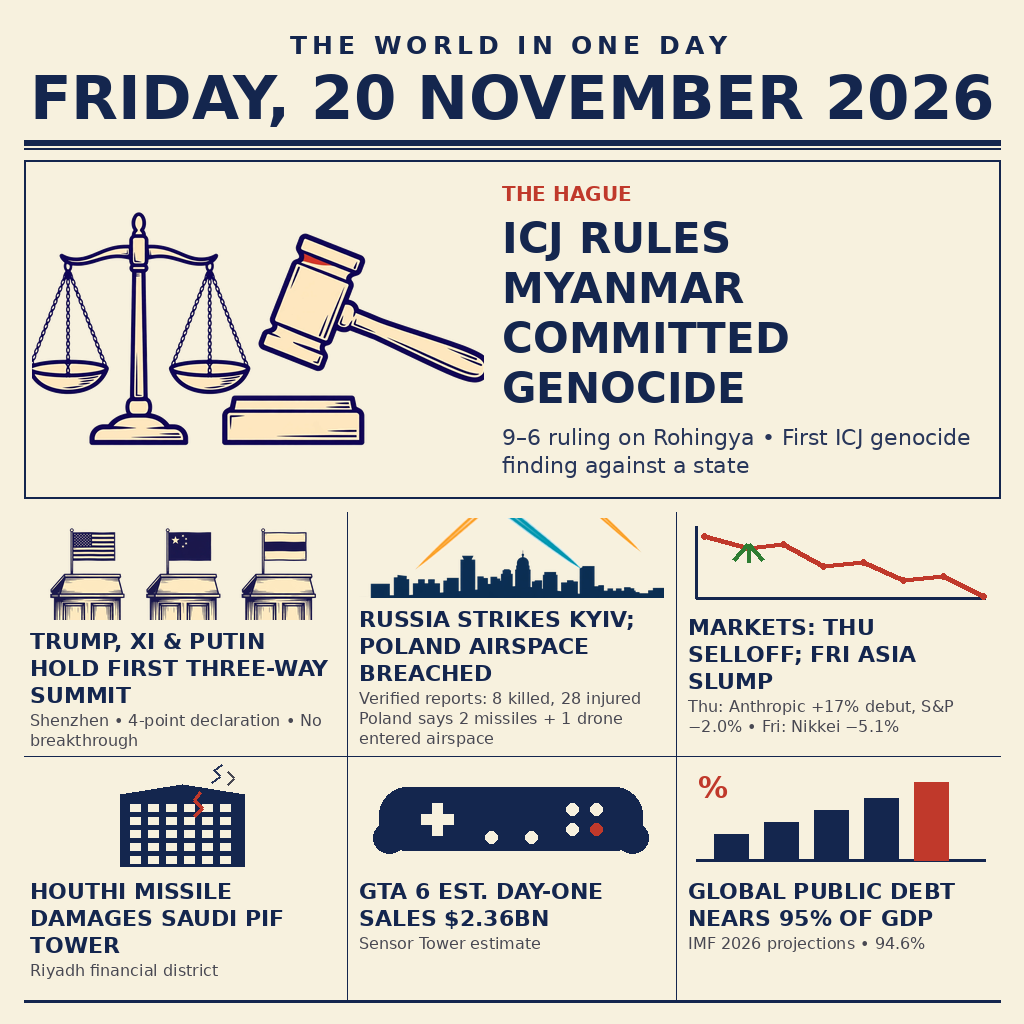 THE WORLD IN ONE DAY
FRIDAY, 20 NOVEMBER 2026
THE HAGUE
ICJ RULES
MYANMAR
COMMITTED
GENOCIDE
9–6 ruling on Rohingya • First ICJ genocide
finding against a state
TRUMP, XI & PUTIN
HOLD FIRST THREE-WAY
SUMMIT
Shenzhen • 4-point declaration • No
breakthrough
RUSSIA STRIKES KYIV;
POLAND AIRSPACE
BREACHED
Verified reports: 8 killed, 28 injured
Poland says 2 missiles + 1 drone
entered airspace
MARKETS: THU
SELLOFF; FRI ASIA
SLUMP
Thu: Anthropic +17% debut, S&P
−2.0% • Fri: Nikkei −5.1%
HOUTHI MISSILE
DAMAGES SAUDI PIF
TOWER
Riyadh financial district
GTA 6 EST. DAY-ONE
SALES $2.36BN
Sensor Tower estimate
%
GLOBAL PUBLIC DEBT
NEARS 95% OF GDP
IMF 2026 projections • 94.6%